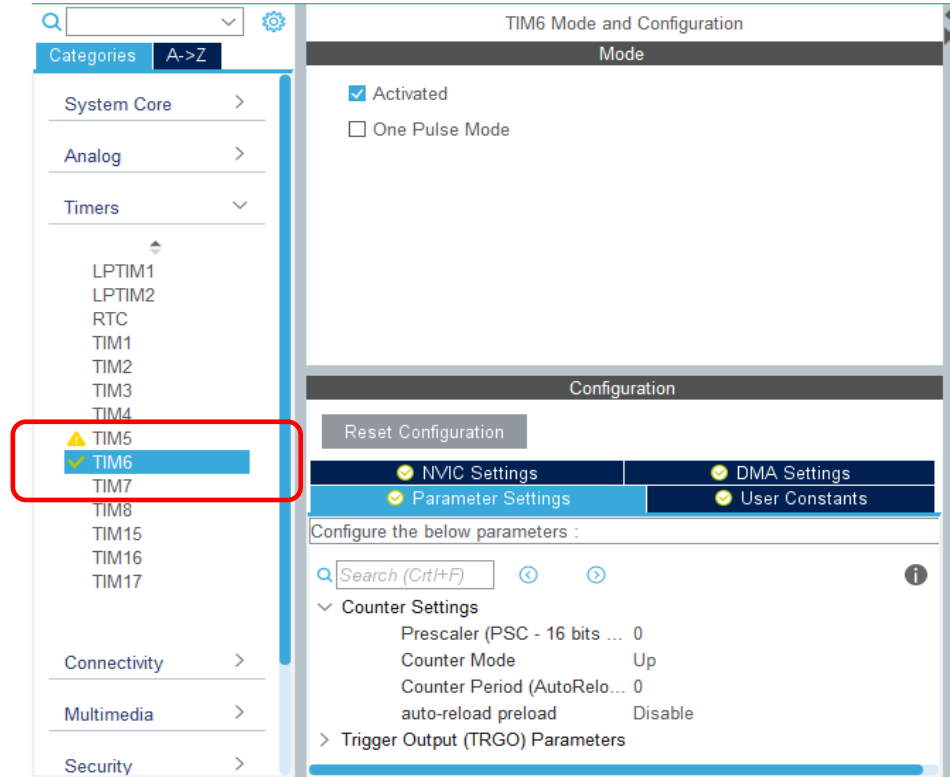 Categories
A->Z
System Core
Analog
Timers
LPTIM1
LPTIM2
RTC
TIM1
TIM2
TIM3
TIM4
TIM5
TIM6
TIM7
TIM8
TIM15
TIM16
TIM17
Connectivity
Multimedia
Security
TIM6 Mode and Configuration
Mode
Activated
One Pulse Mode
Configuration
Reset Configuration
NVIC Settings
DMA Settings
Parameter Settings
User Constants
Configure the below parameters :
Search (Crtl+F)
Counter Settings
Prescaler (PSC - 16 bits ... 0
Counter Mode Up
Counter Period (AutoRelo... 0
auto-reload preload Disable
Trigger Output (TRGO) Parameters